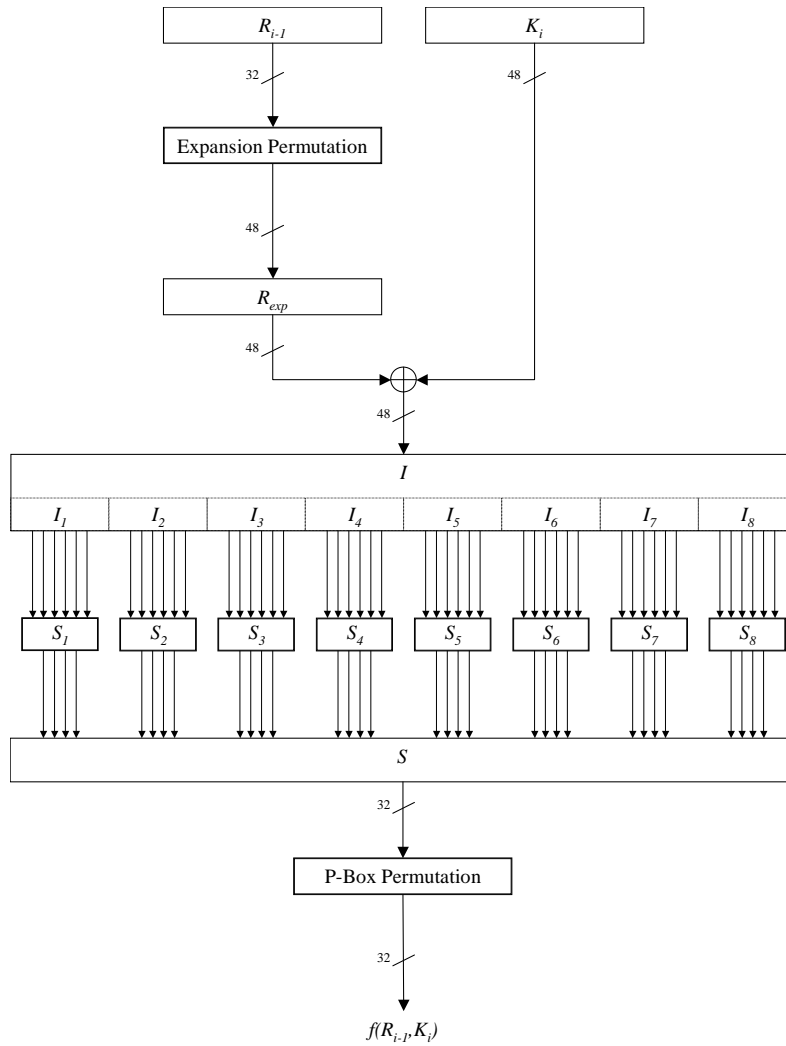 R_{i-1} K_i
32 48
Expansion Permutation
48
R_{exp}
48
48
I
I_1 I_2 I_3 I_4 I_5 I_6 I_7 I_8
S_1 S_2 S_3 S_4 S_5 S_6 S_7 S_8
S
32
P-Box Permutation
32
f(R_{i-1},K_i)